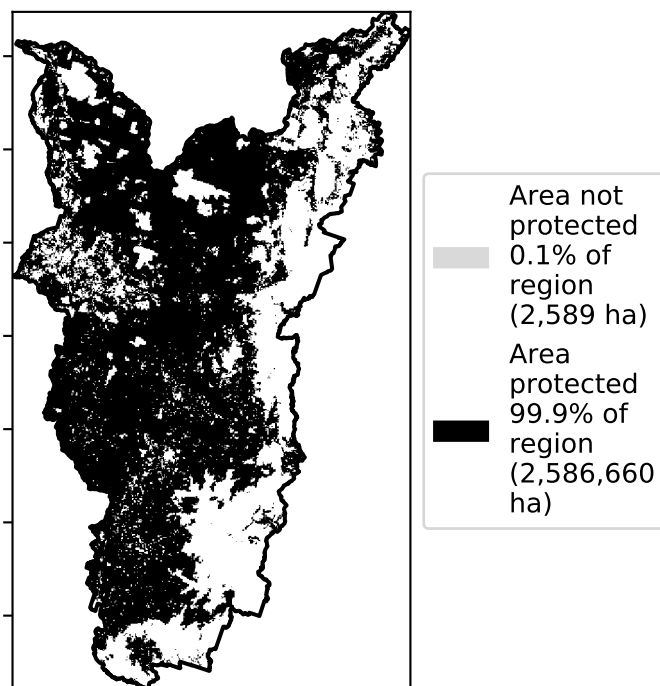 Area not
protected
0.1% of
region
(2,589 ha)
Area
protected
99.9% of
region
(2,586,660
ha)